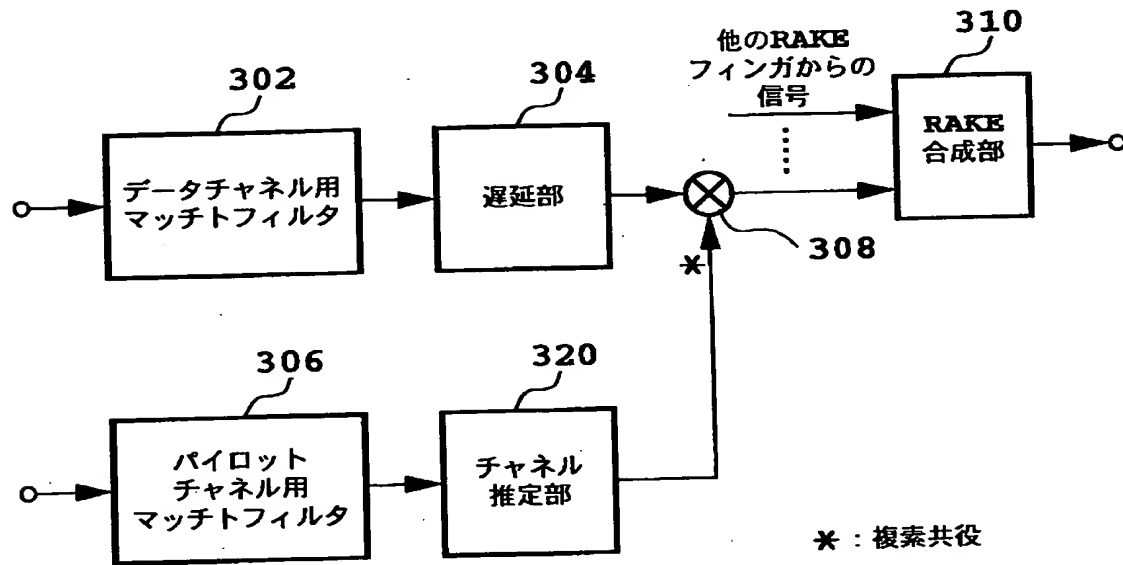 310
他のRAKE
フィンガからの
信号
302
304
RAKE
合成部
データチャネル用
マッチトフィルタ
遅延部
308
*
306
320
パイロット
チャネル用
マッチトフィルタ
チャネル
推定部
* : 複素共役